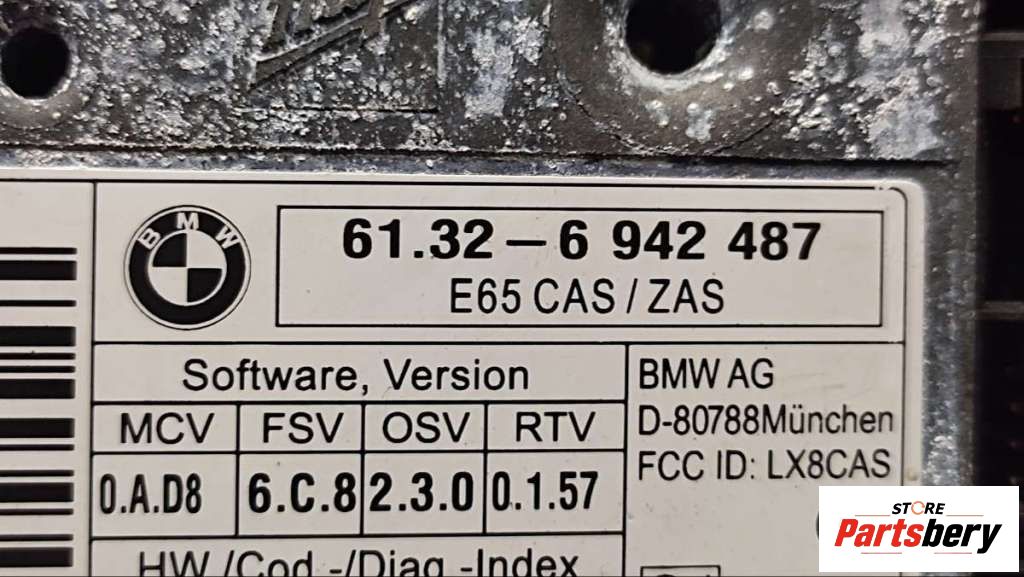 BMW
61.32-6 942 487
E65 CAS / ZAS
Software, Version
MCV FSV OSV RTV
0.A.D8 6.C.8 2.3.0 0.1.57
HW /Cod -/Diag -Index
BMW AG
D-80788München
FCC ID: LX8CAS
STORE
Partsbery